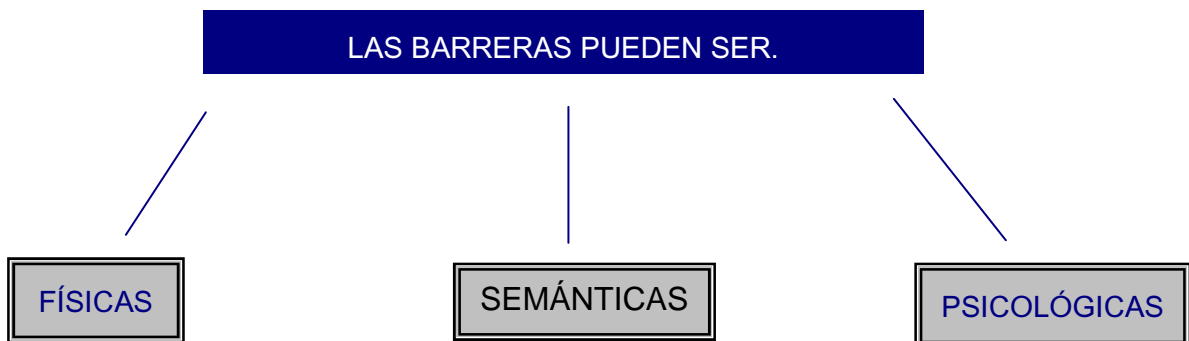 LAS BARRERAS PUEDEN SER.
FÍSICAS
SEMÁNTICAS
PSICOLÓGICAS